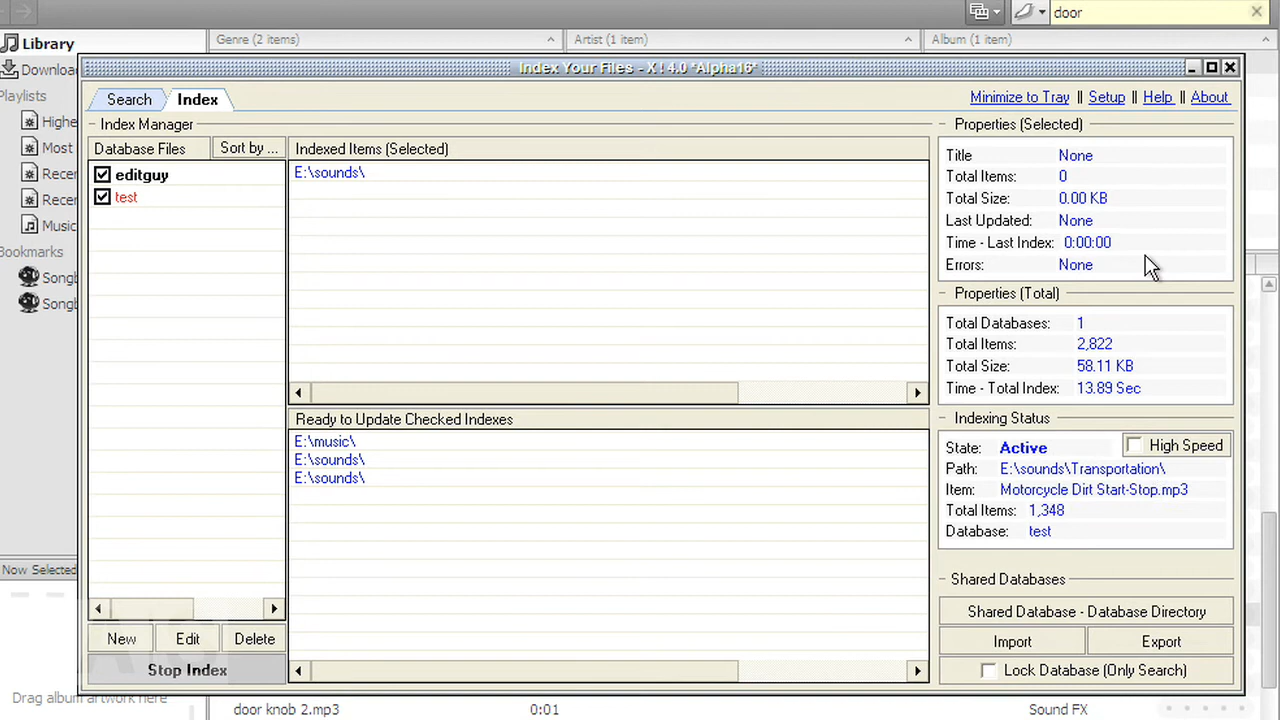 door
Library
Genre (2 items)
Artist (1 item)
Album (1 item)
Downloa
Playlists
Highe
Most
Recen
Recen
Music
Bookmarks
Songb
Songb
Now Selected
Drag album artwork here
Index Your Files - X ! 4.0 *Alpha16*
Search
Index
Minimize to Tray || Setup || Help || About
Index Manager
Database Files
Sort by ...
editguy
test
Indexed Items (Selected)
E:\sounds\
Ready to Update Checked Indexes
E:\music\
E:\sounds\
E:\sounds\
New
Edit
Delete
Stop Index
Properties (Selected)
Title None
Total Items: 0
Total Size: 0.00 KB
Last Updated: None
Time - Last Index: 0:00:00
Errors: None
Properties (Total)
Total Databases: 1
Total Items: 2,822
Total Size: 58.11 KB
Time - Total Index: 13.89 Sec
Indexing Status
State: Active
High Speed
Path: E:\sounds\Transportation\
Item: Motorcycle Dirt Start-Stop.mp3
Total Items: 1,348
Database: test
Shared Databases
Shared Database - Database Directory
Import
Export
Lock Database (Only Search)
door knob 2.mp3 0:01 Sound FX